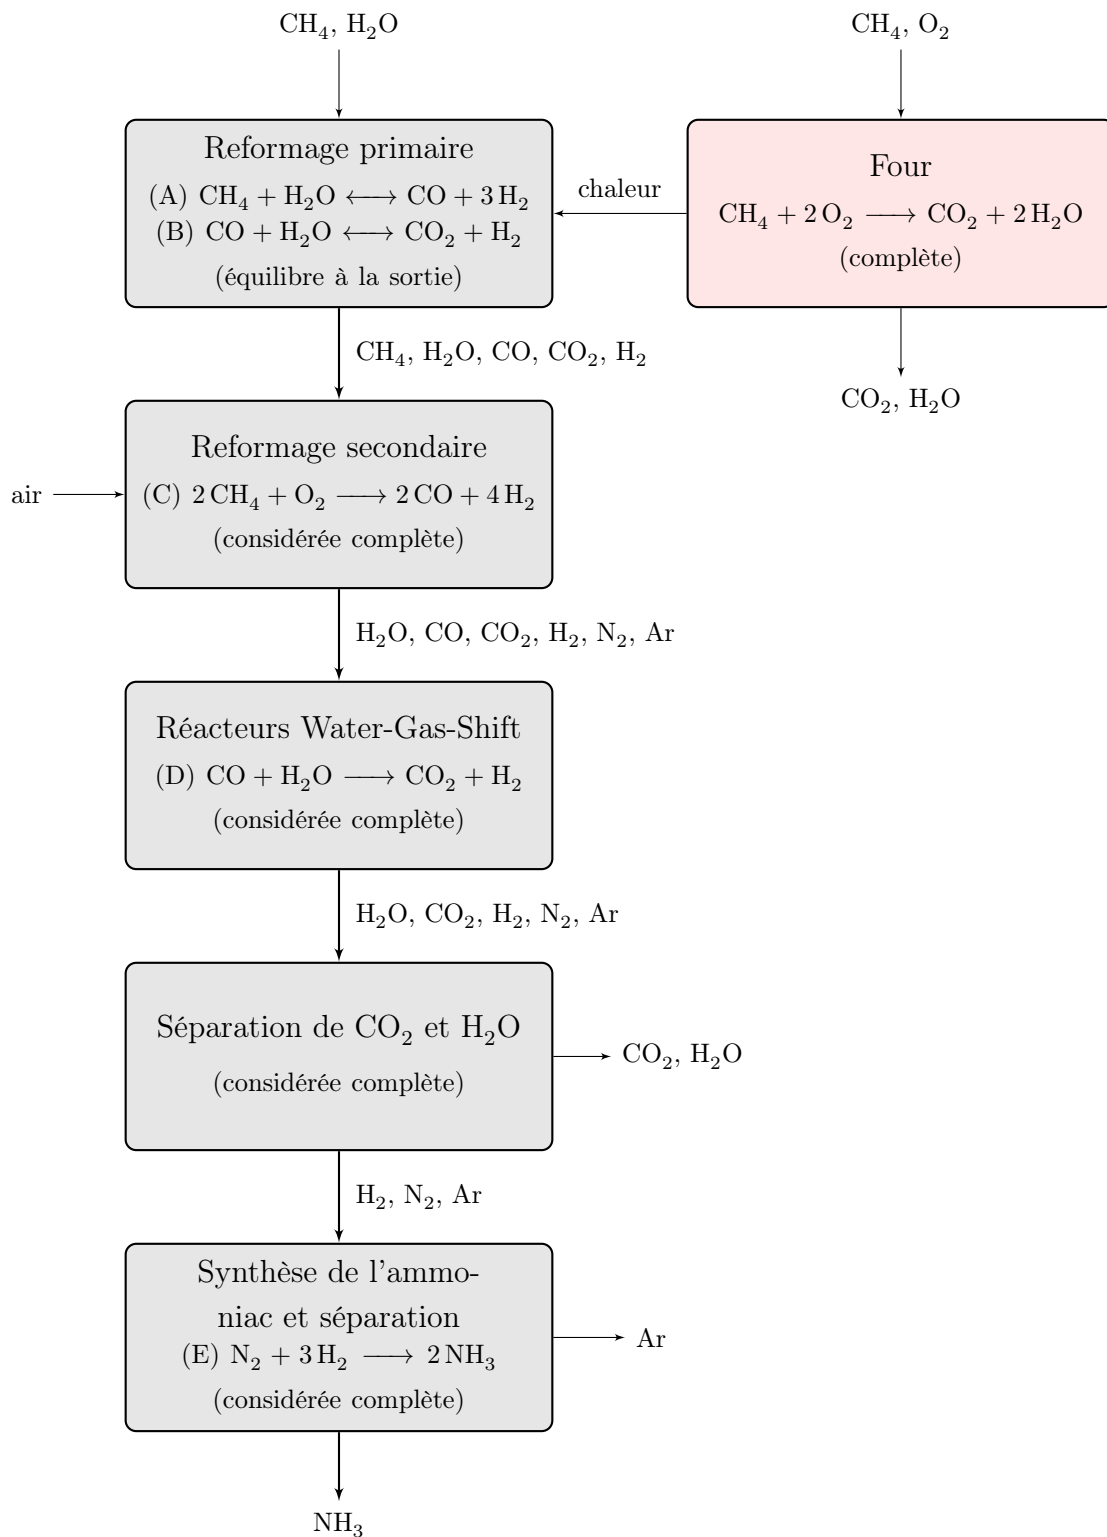 CH₄, H₂O
CH₄, O₂
Reformage primaire
(A) CH₄ + H₂O ⟷ CO + 3 H₂
(B) CO + H₂O ⟷ CO₂ + H₂
(équilibre à la sortie)
chaleur
Four
CH₄ + 2 O₂ ⟶ CO₂ + 2 H₂O
(complète)
CH₄, H₂O, CO, CO₂, H₂
CO₂, H₂O
air
Reformage secondaire
(C) 2 CH₄ + O₂ ⟶ 2 CO + 4 H₂
(considérée complète)
H₂O, CO, CO₂, H₂, N₂, Ar
Réacteurs Water-Gas-Shift
(D) CO + H₂O ⟶ CO₂ + H₂
(considérée complète)
H₂O, CO₂, H₂, N₂, Ar
Séparation de CO₂ et H₂O
(considérée complète)
CO₂, H₂O
H₂, N₂, Ar
Synthèse de l'ammo-
niac et séparation
(E) N₂ + 3 H₂ ⟶ 2 NH₃
(considérée complète)
Ar
NH₃